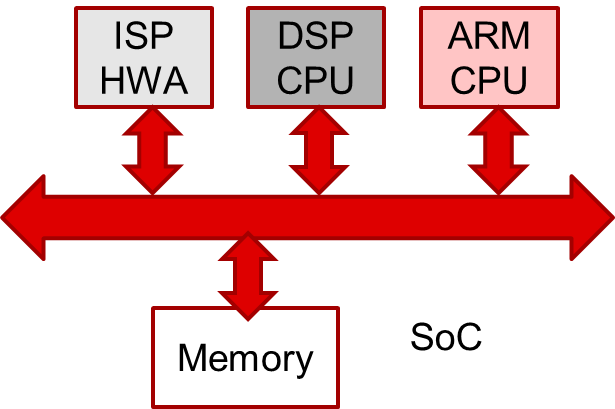 ISP
HWA
DSP
CPU
ARM
CPU
Memory
SoC